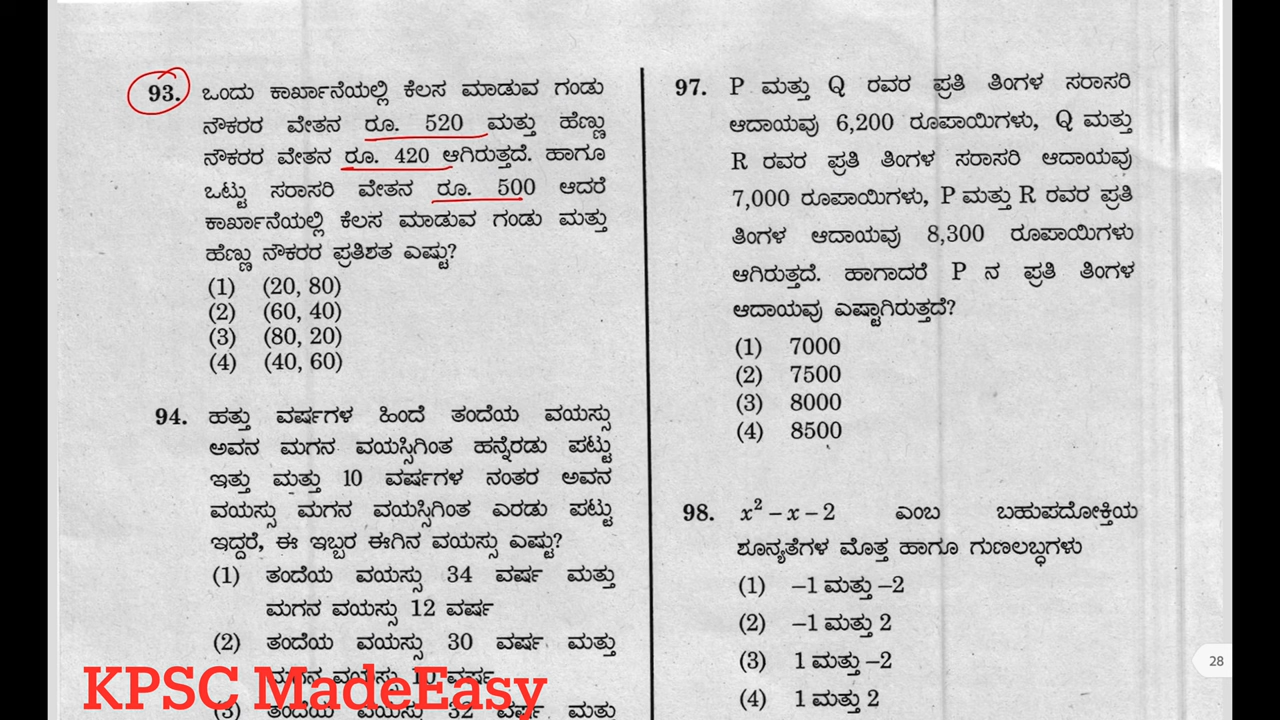 93. ಒಂದು ಕಾರ್ಖಾನೆಯಲ್ಲಿ ಕೆಲಸ ಮಾಡುವ ಗಂಡು
ನೌಕರರ ವೇತನ ರೂ. 520 ಮತ್ತು ಹೆಣ್ಣು
ನೌಕರರ ವೇತನ ರೂ. 420 ಆಗಿರುತ್ತದೆ. ಹಾಗೂ
ಒಟ್ಟು ಸರಾಸರಿ ವೇತನ ರೂ. 500 ಆದರೆ
ಕಾರ್ಖಾನೆಯಲ್ಲಿ ಕೆಲಸ ಮಾಡುವ ಗಂಡು ಮತ್ತು
ಹೆಣ್ಣು ನೌಕರರ ಪ್ರತಿಶತ ಎಷ್ಟು?
(1) (20, 80)
(2) (60, 40)
(3) (80, 20)
(4) (40, 60)
94. ಹತ್ತು ವರ್ಷಗಳ ಹಿಂದೆ ತಂದೆಯ ವಯಸ್ಸು
ಅವನ ಮಗನ ವಯಸ್ಸಿಗಿಂತ ಹನ್ನೆರಡು ಪಟ್ಟು
ಇತ್ತು ಮತ್ತು 10 ವರ್ಷಗಳ ನಂತರ ಅವನ
ವಯಸ್ಸು ಮಗನ ವಯಸ್ಸಿಗಿಂತ ಎರಡು ಪಟ್ಟು
ಇದ್ದರೆ, ಈ ಇಬ್ಬರ ಈಗಿನ ವಯಸ್ಸು ಎಷ್ಟು?
(1) ತಂದೆಯ ವಯಸ್ಸು 34 ವರ್ಷ ಮತ್ತು
ಮಗನ ವಯಸ್ಸು 12 ವರ್ಷ
(2) ತಂದೆಯ ವಯಸ್ಸು 30 ವರ್ಷ ಮತ್ತು
ವರ್ಷ
(3) ತಂದೆಯ ವಯಸ್ಸು 32 ವರ್ಷ ಮತ್ತು
KPSC MadeEasy
97. P ಮತ್ತು Q ರವರ ಪ್ರತಿ ತಿಂಗಳ ಸರಾಸರಿ
ಆದಾಯವು 6,200 ರೂಪಾಯಿಗಳು, Q ಮತ್ತು
R ರವರ ಪ್ರತಿ ತಿಂಗಳ ಸರಾಸರಿ ಆದಾಯವು
7,000 ರೂಪಾಯಿಗಳು, P ಮತ್ತು R ರವರ ಪ್ರತಿ
ತಿಂಗಳ ಆದಾಯವು 8,300 ರೂಪಾಯಿಗಳು
ಆಗಿರುತ್ತದೆ. ಹಾಗಾದರೆ P ನ ಪ್ರತಿ ತಿಂಗಳ
ಆದಾಯವು ಎಷ್ಟಾಗಿರುತ್ತದೆ?
(1) 7000
(2) 7500
(3) 8000
(4) 8500
98. x² – x – 2 ಎಂಬ ಬಹುಪದೋಕ್ತಿಯ
ಶೂನ್ಯತೆಗಳ ಮೊತ್ತ ಹಾಗೂ ಗುಣಲಬ್ಧಗಳು
(1) –1 ಮತ್ತು –2
(2) –1 ಮತ್ತು 2
(3) 1 ಮತ್ತು –2
(4) 1 ಮತ್ತು 2
28